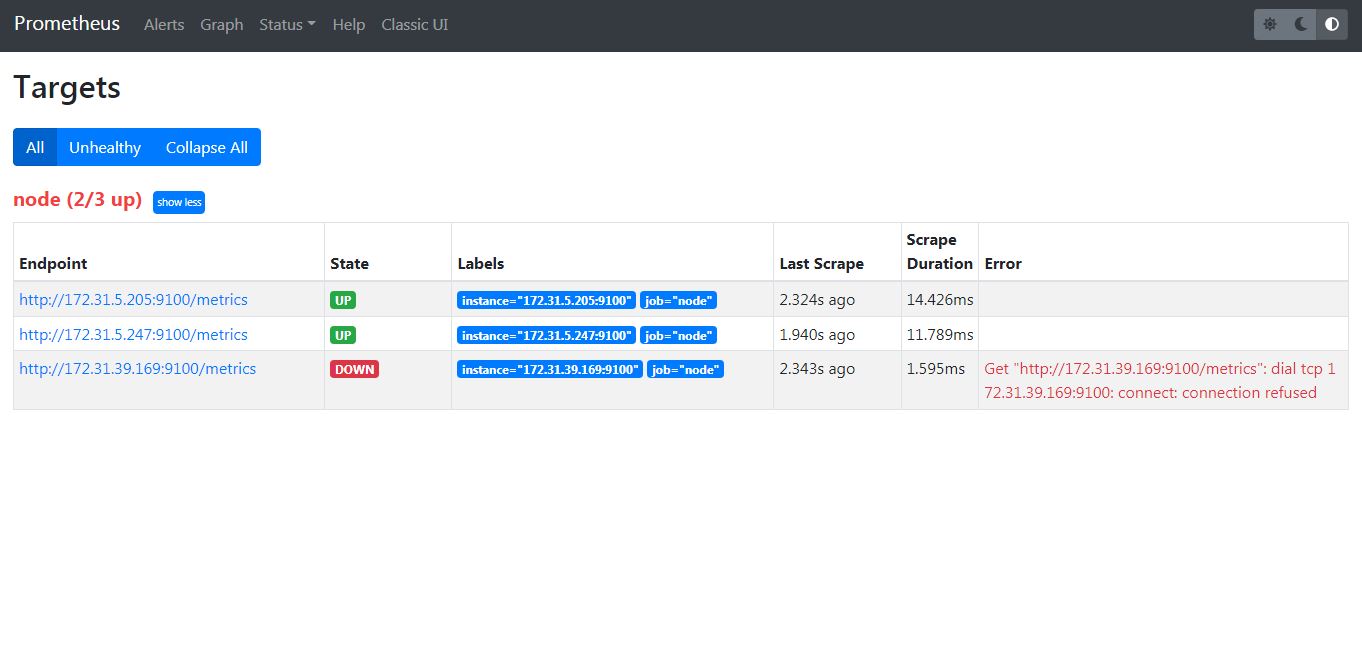 Prometheus Alerts Graph Status Help Classic UI
Targets
All Unhealthy Collapse All
node (2/3 up) show less
Endpoint State Labels Last Scrape Scrape Duration Error
http://172.31.5.205:9100/metrics UP instance="172.31.5.205:9100" job="node" 2.324s ago 14.426ms
http://172.31.5.247:9100/metrics UP instance="172.31.5.247:9100" job="node" 1.940s ago 11.789ms
http://172.31.39.169:9100/metrics DOWN instance="172.31.39.169:9100" job="node" 2.343s ago 1.595ms Get "http://172.31.39.169:9100/metrics": dial tcp 1
72.31.39.169:9100: connect: connection refused